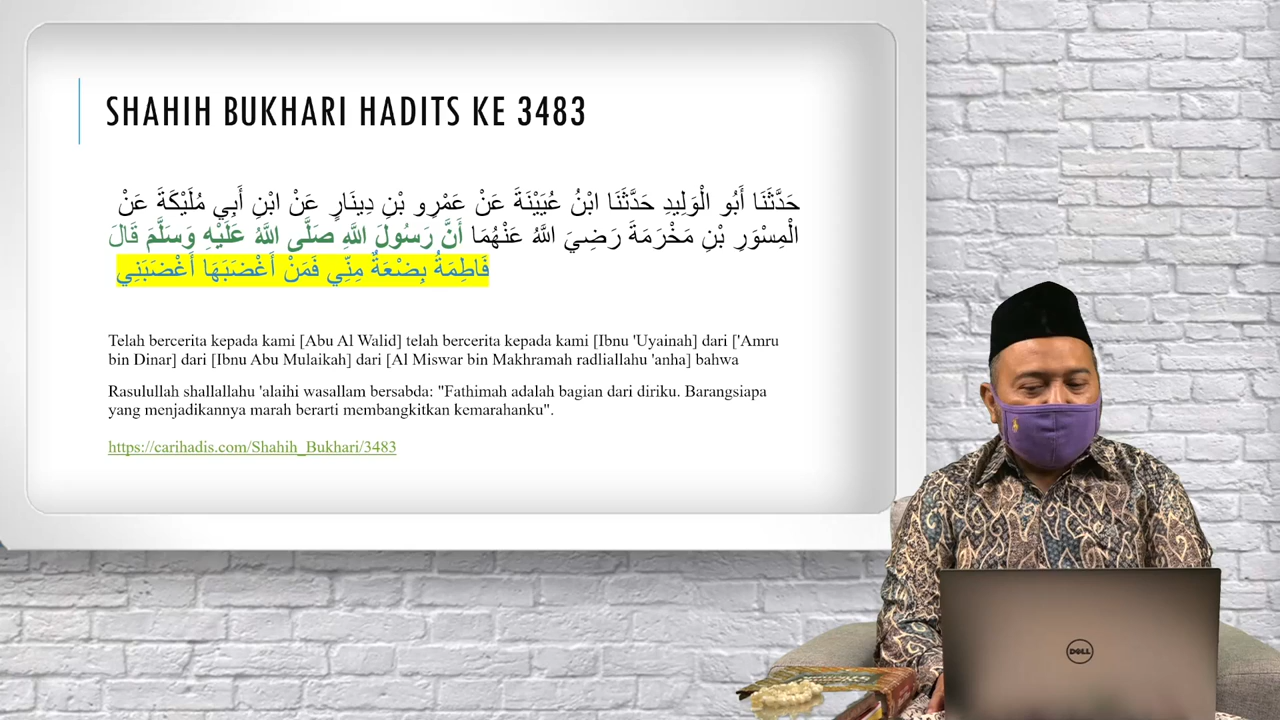 SHAHIH BUKHARI HADITS KE 3483
حَدَّثَنَا أَبُو الْوَلِيدِ حَدَّثَنَا ابْنُ عُيَيْنَةَ عَنْ عَمْرِو بْنِ دِينَارٍ عَنْ ابْنِ أَبِي مُلَيْكَةَ عَنْ
الْمِسْوَرِ بْنِ مَخْرَمَةَ رَضِيَ اللَّهُ عَنْهُمَا أَنَّ رَسُولَ اللَّهِ صَلَّى اللَّهُ عَلَيْهِ وَسَلَّمَ قَالَ
فَاطِمَةُ بِضْعَةٌ مِنِّي فَمَنْ أَغْضَبَهَا أَغْضَبَنِي
Telah bercerita kepada kami [Abu Al Walid] telah bercerita kepada kami [Ibnu 'Uyainah] dari ['Amru
bin Dinar] dari [Ibnu Abu Mulaikah] dari [Al Miswar bin Makhramah radliallahu 'anha] bahwa
Rasulullah shallallahu 'alaihi wasallam bersabda: "Fathimah adalah bagian dari diriku. Barangsiapa
yang menjadikannya marah berarti membangkitkan kemarahanku".
https://carihadis.com/Shahih_Bukhari/3483
DELL